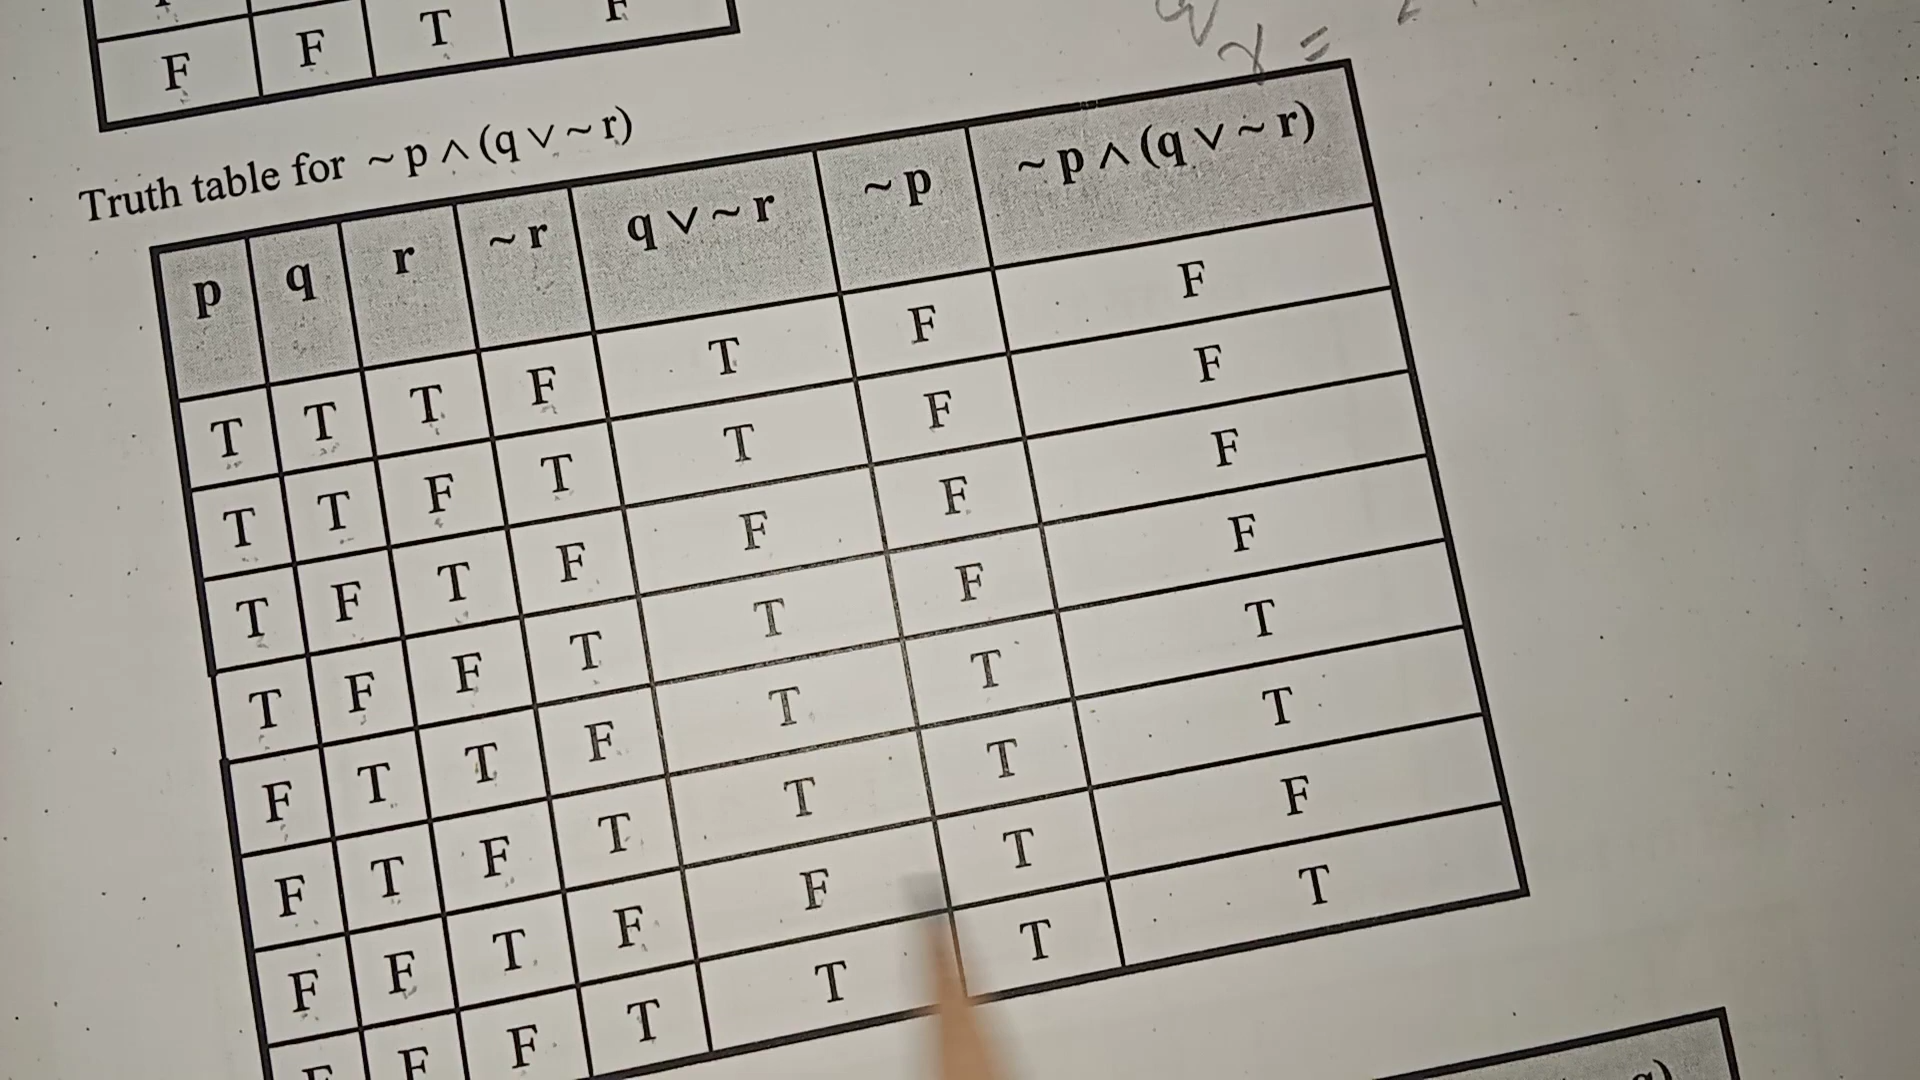 F F T F
Truth table for ~ p ∧ (q ∨ ~ r)
p q r ~ r q ∨ ~ r ~ p ~ p ∧ (q ∨ ~ r)
T T T F T F F
T T F T T F F
T F T F F F F
T F F T T F F
F T T F T T T
F T F T T T T
F F T F F T F
F F F T T T T